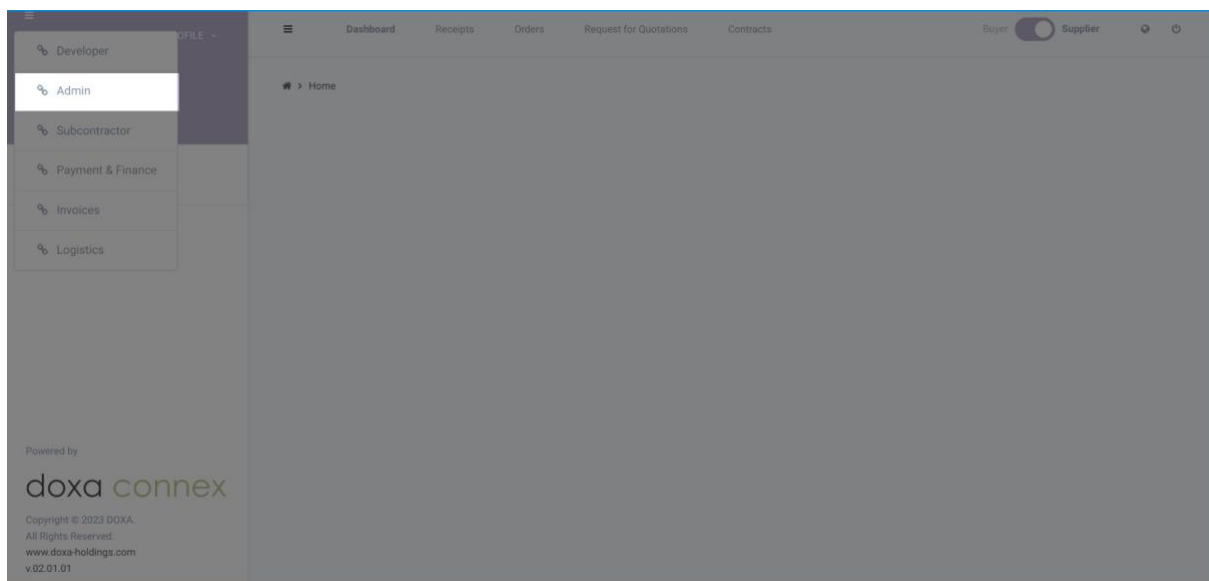 OFILE
Developer
Admin
Subcontractor
Payment & Finance
Invoices
Logistics
Dashboard Receipts Orders Request for Quotations Contracts Buyer Supplier
> Home
Powered by
doxa connex
Copyright © 2023 DOXA.
All Rights Reserved.
www.doxa-holdings.com
v.02.01.01